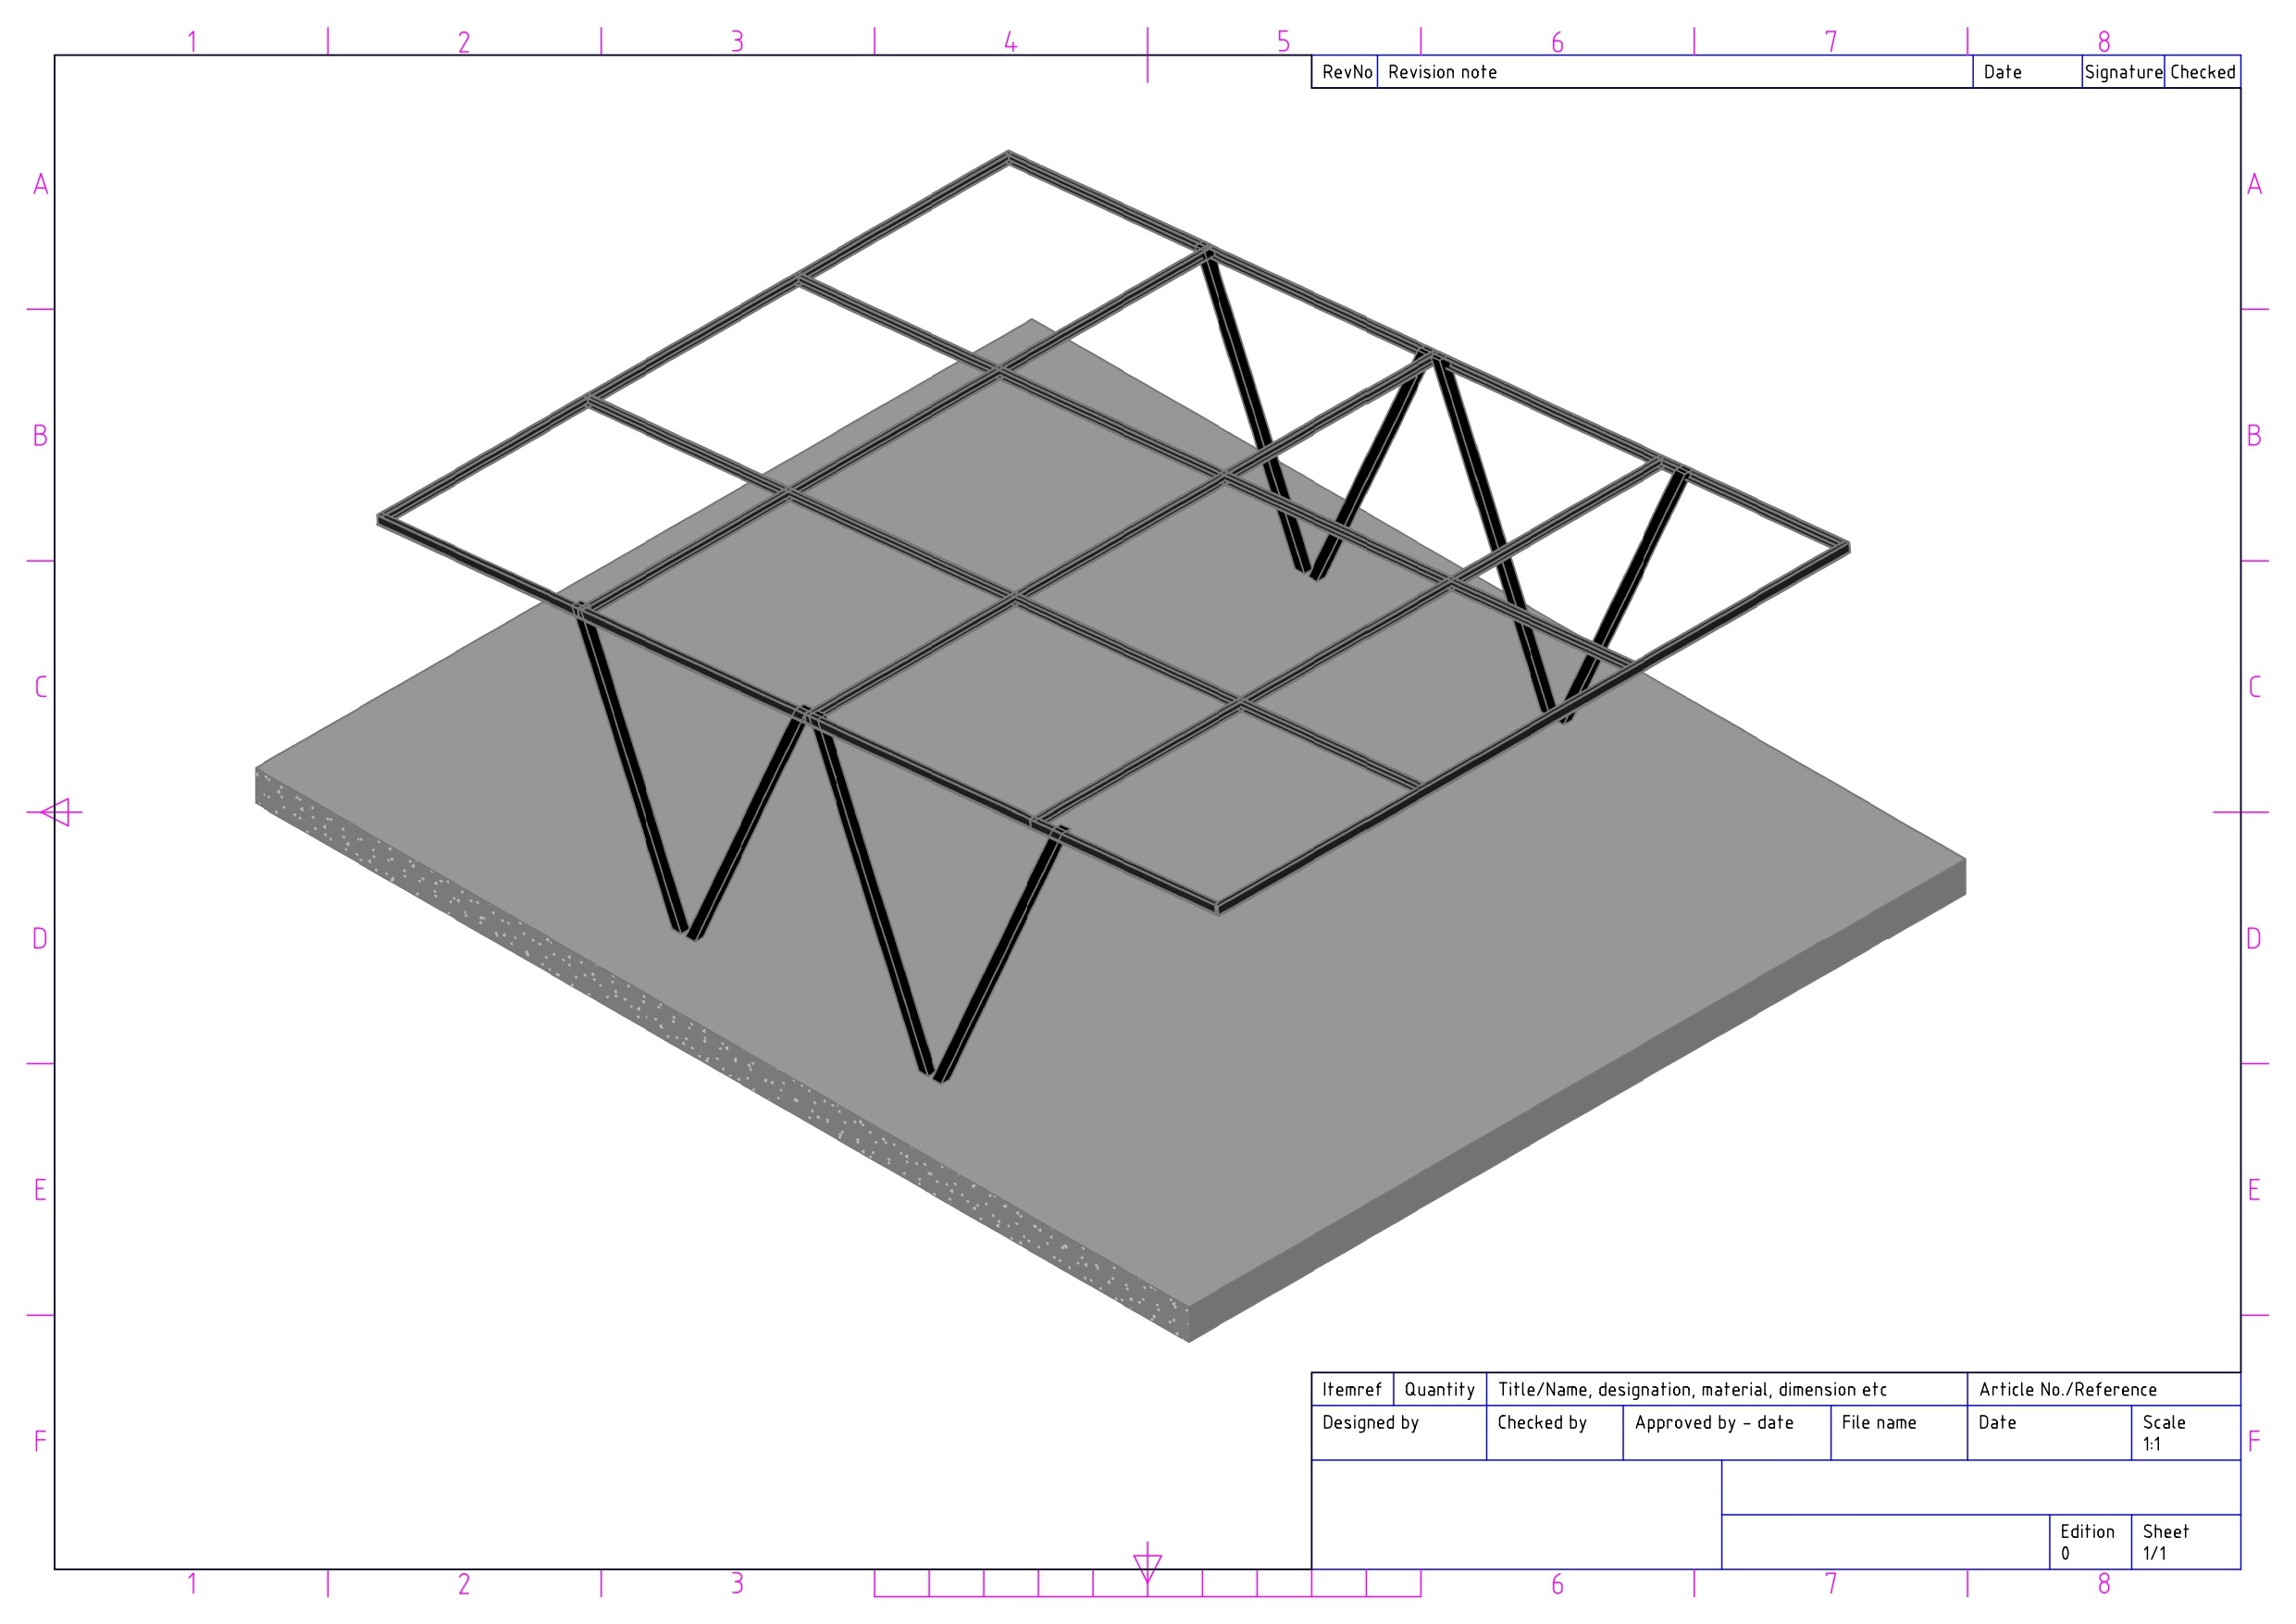 1 2 3 4 5 6 7 8
RevNo Revision note Date Signature Checked
A A
B B
C C
D D
E E
Itemref Quantity Title/Name, designation, material, dimension etc Article No./Reference
Designed by Checked by Approved by - date File name Date Scale
1:1
F F
Edition Sheet
0 1/1
1 2 3 6 7 8